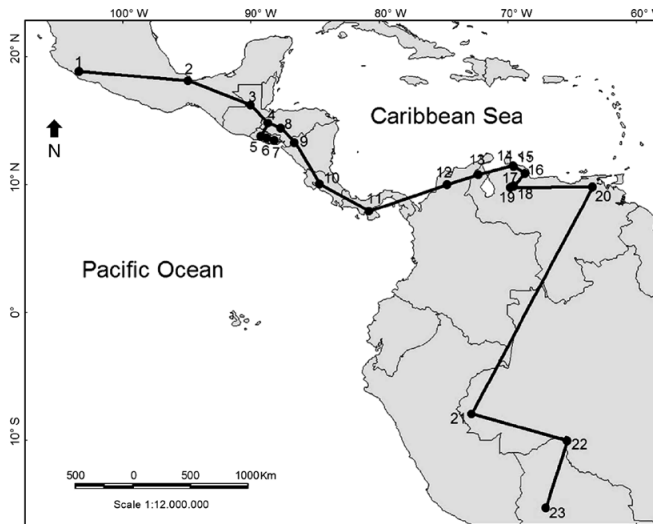 100°W 90°W 80°W 70°W 60°W
20°N
10°N
0°
10°S
N
Caribbean Sea
Pacific Ocean
1
2
3
4
8
5 6 7
9
10
11
12
13
14 15
17 16
19 18
20
21
22
23
500 0 500 1000Km
Scale 1:12.000.000